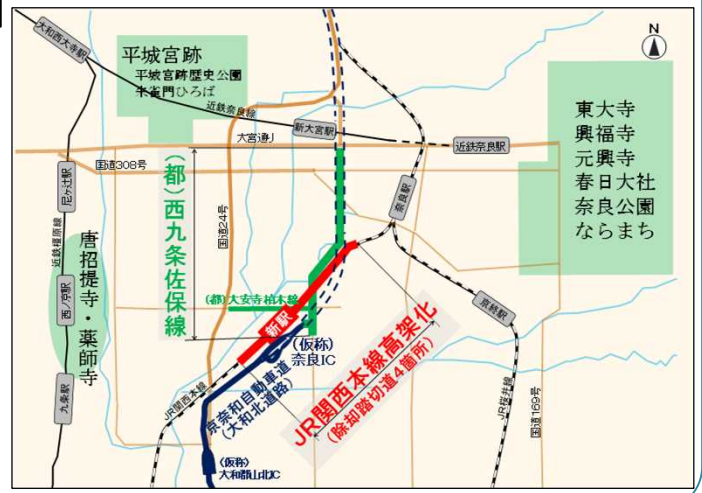 N
大和西大寺駅
平城宮跡
平城宮跡歴史公園
朱雀門ひろば
近鉄奈良線
新大宮駅
大宮通り
近鉄奈良駅
国道308号
東大寺
興福寺
元興寺
春日大社
奈良公園
ならまち
尼ヶ辻駅
近鉄橿原線
西ノ京駅
九条駅
唐招提寺・薬師寺
(都)西九条佐保線
国道24号
奈良駅
(都)大安寺柏木線
新駅
京終駅
(仮称)
奈良IC
JR関西本線
京奈和自動車道
(大和北道路)
JR関西本線高架化
(除却踏切道4箇所)
JR桜井線
国道169号
(仮称)
大和郡山北IC